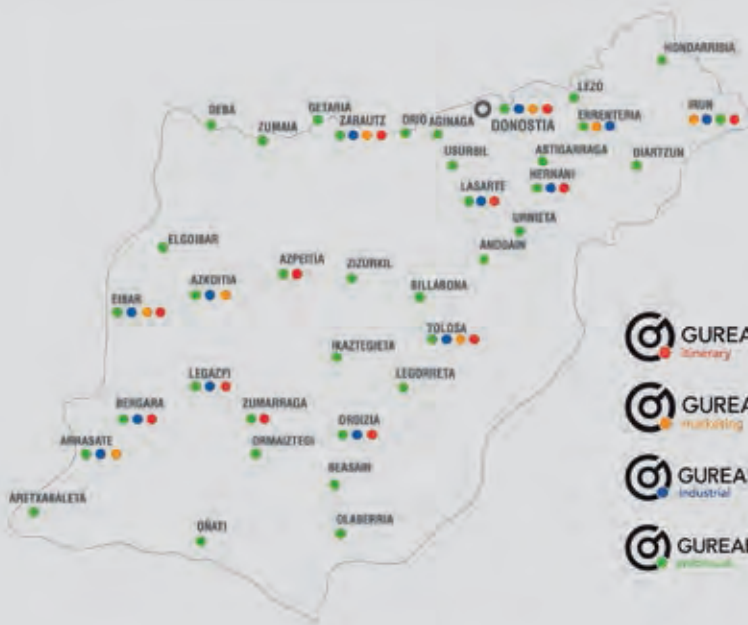 HONDARRIBIA
LEZO
DEBA
GETARIA
ZUMAIA
ZARAUTZ
ORIO
AGINAGA
DONOSTIA
ERRENTERIA
IRUN
USURBIL
ASTIGARRAGA
OIARTZUN
LASARTE
HERNANI
URNIETA
ELGOIBAR
ANDOAIN
AZPEITIA
ZIZURKIL
AZKOITIA
BILLABONA
EIBAR
TOLOSA
IKAZTEGIETA
LEGAZPI
LEGORRETA
BERGARA
ZUMARRAGA
ORDIZIA
ARRASATE
ORMAIZTEGI
BEASAIN
ARETXABALETA
OÑATI
OLABERRIA
GUREA
itinerary
GUREA
marketing
GUREA
industrial
GUREA